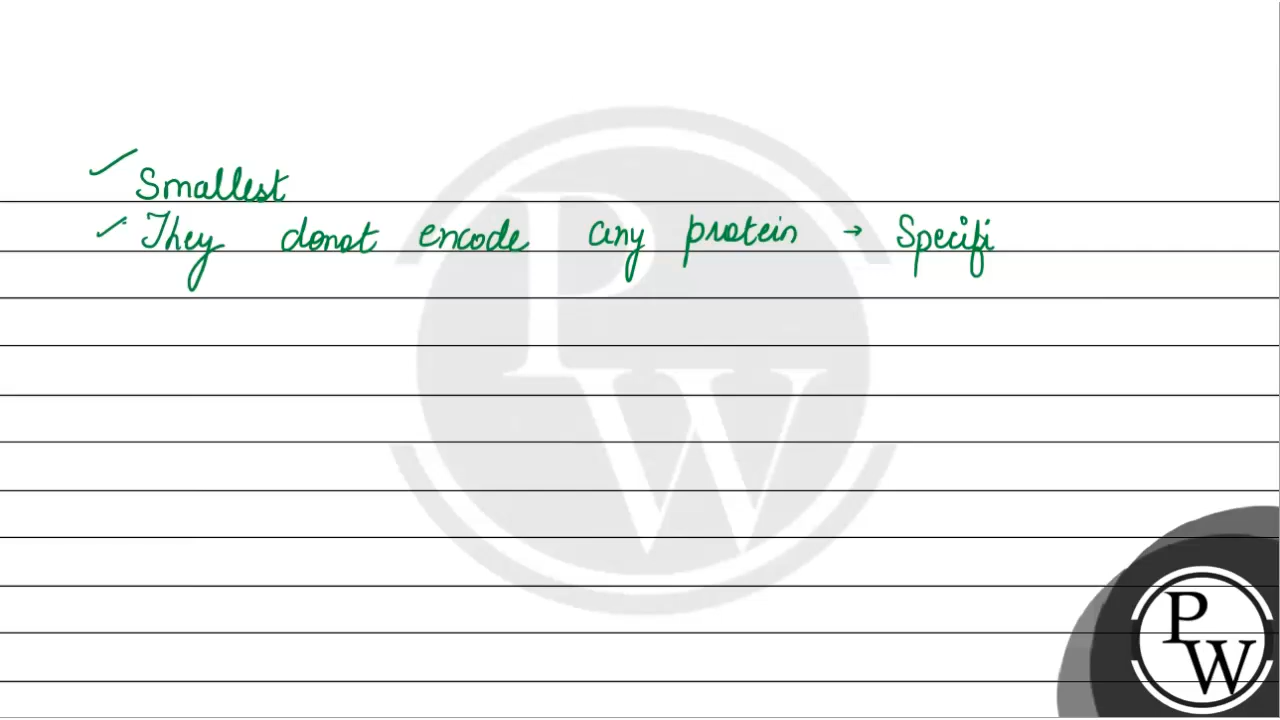 ✓ Smallest
✓ They donot encode any protein → Specifi
P
W
P
W